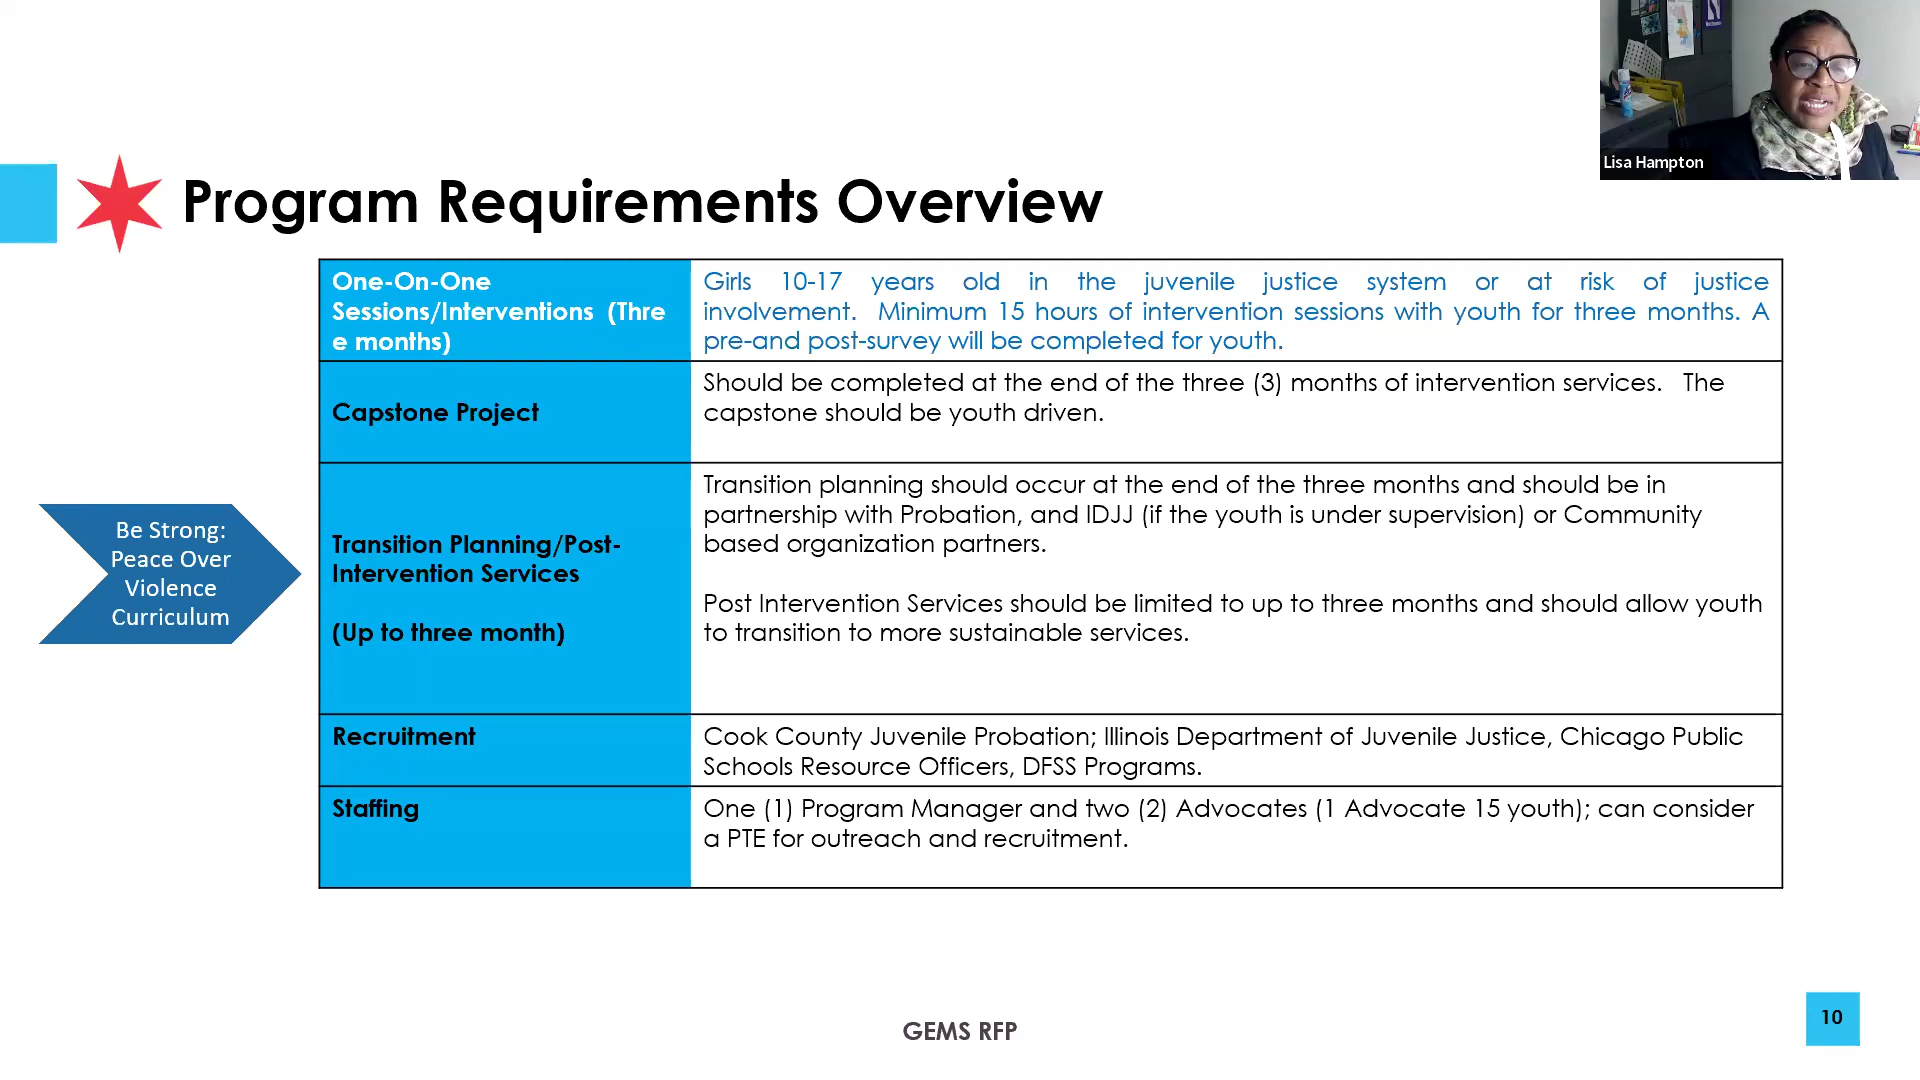 Lisa Hampton
Program Requirements Overview
One-On-One
Sessions/Interventions (Thre
e months)
Girls 10-17 years old in the juvenile justice system or at risk of justice
involvement. Minimum 15 hours of intervention sessions with youth for three months. A
pre-and post-survey will be completed for youth.
Capstone Project
Should be completed at the end of the three (3) months of intervention services. The
capstone should be youth driven.
Be Strong:
Peace Over
Violence
Curriculum
Transition Planning/Post-
Intervention Services
(Up to three month)
Transition planning should occur at the end of the three months and should be in
partnership with Probation, and IDJJ (if the youth is under supervision) or Community
based organization partners.
Post Intervention Services should be limited to up to three months and should allow youth
to transition to more sustainable services.
Recruitment
Cook County Juvenile Probation; Illinois Department of Juvenile Justice, Chicago Public
Schools Resource Officers, DFSS Programs.
Staffing
One (1) Program Manager and two (2) Advocates (1 Advocate 15 youth); can consider
a PTE for outreach and recruitment.
GEMS RFP
10